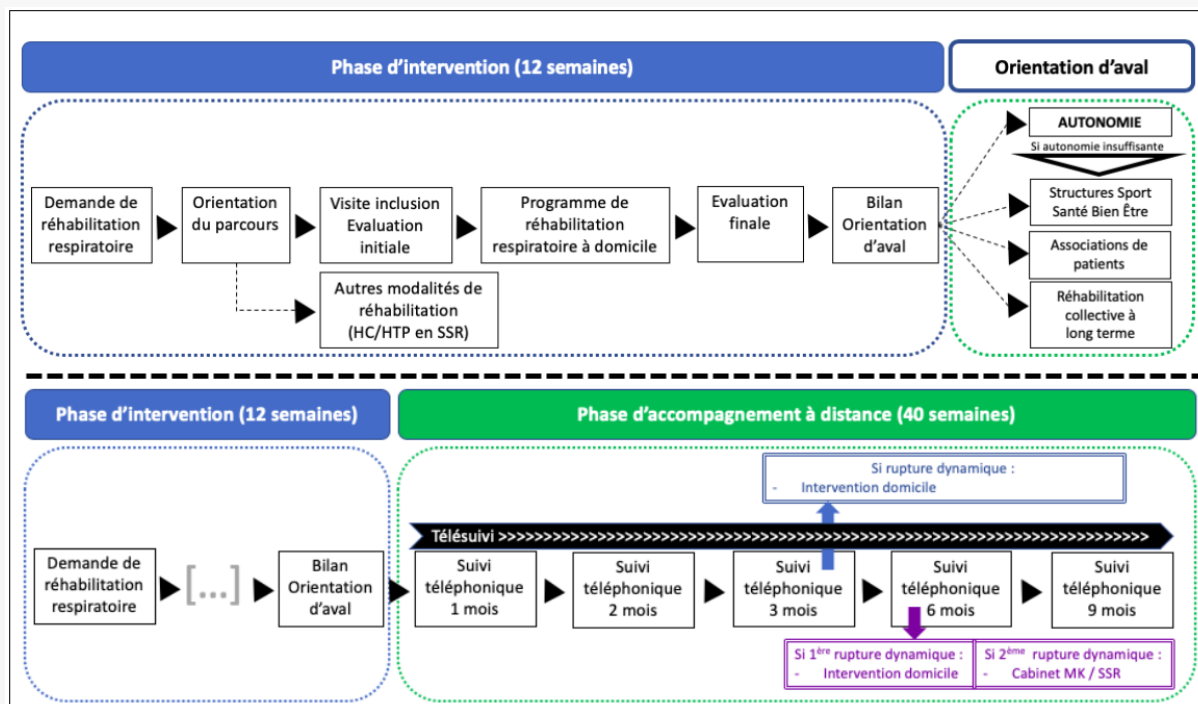 Phase d’intervention (12 semaines)
Orientation d’aval
Demande de
réhabilitation
respiratoire
Orientation
du parcours
Visite inclusion
Evaluation
initiale
Programme de
réhabilitation
respiratoire à domicile
Evaluation
finale
Bilan
Orientation
d’aval
Autres modalités de
réhabilitation
(HC/HTP en SSR)
AUTONOMIE
Si autonomie insuffisante
Structures Sport
Santé Bien Être
Associations de
patients
Réhabilitation
collective à
long terme
Phase d’intervention (12 semaines)
Phase d’accompagnement à distance (40 semaines)
Si rupture dynamique :
- Intervention domicile
Télésuivi >>>>>>>>>>>>>>>>>>>>>>>>>>>>>>>>>>>>>>>>>>>>>>>>>>>>>>>>>>>>>>>>>>>>>>>>>>>>>>>>>>>>>>>>
Demande de
réhabilitation
respiratoire
[...]
Bilan
Orientation
d’aval
Suivi
téléphonique
1 mois
Suivi
téléphonique
2 mois
Suivi
téléphonique
3 mois
Suivi
téléphonique
6 mois
Suivi
téléphonique
9 mois
Si 1ère rupture dynamique :
- Intervention domicile
Si 2ème rupture dynamique :
- Cabinet MK / SSR